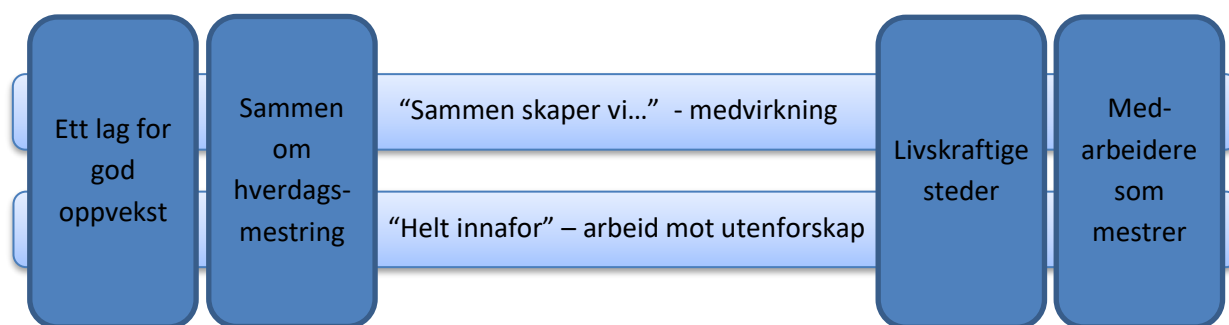 Ett lag for
god
oppvekst
Sammen
om
hverdags-
mestring
“Sammen skaper vi…”  - medvirkning
“Helt innafor” – arbeid mot utenforskap
Livskraftige
steder
Med-
arbeidere
som
mestrer